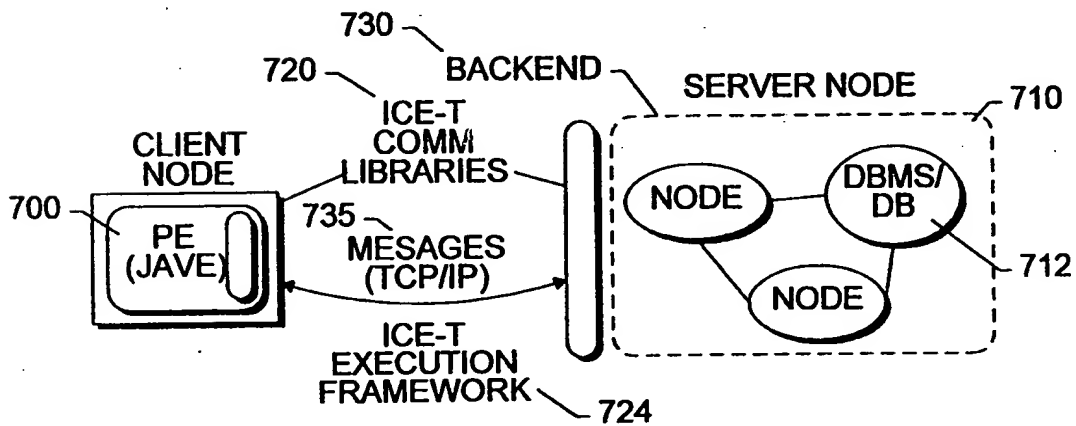 730
720
BACKEND
SERVER NODE
710
ICE-T
COMM
LIBRARIES
CLIENT
NODE
700
PE
(JAVE)
735
MESAGES
(TCP/IP)
NODE
DBMS/
DB
712
NODE
ICE-T
EXECUTION
FRAMEWORK
724